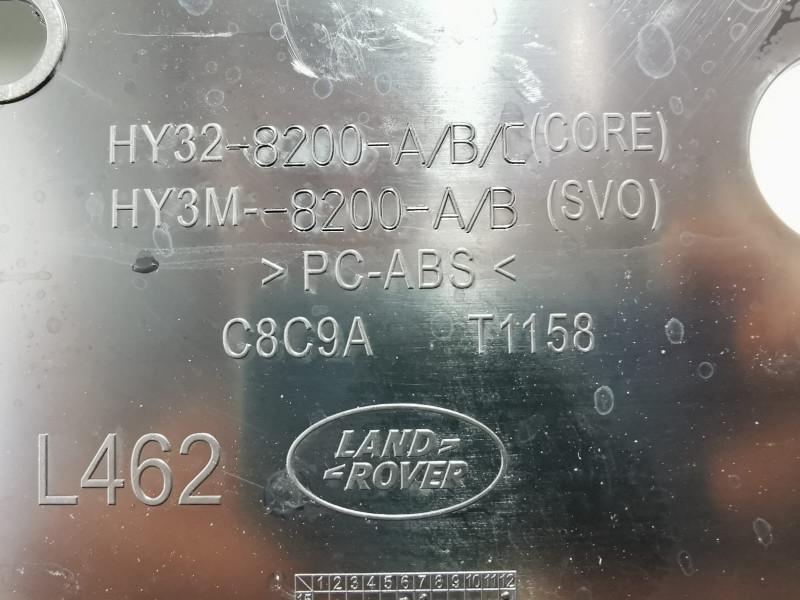 HY32-8200-A/B/C (CORE)
HY3M--8200-A/B (SVO)
> PC-ABS <
C8C9A T1158
L462
LAND
ROVER
1 2 3 4 5 6 7 8 9 10 11 12
15